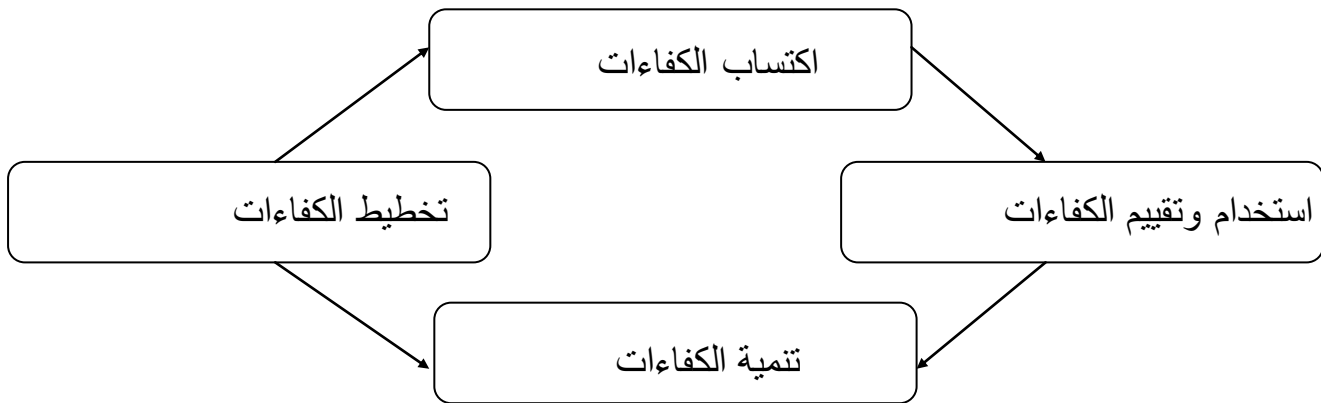 اكتساب الكفاءات
استخدام وتقييم الكفاءات
تخطيط الكفاءات
تنمية الكفاءات